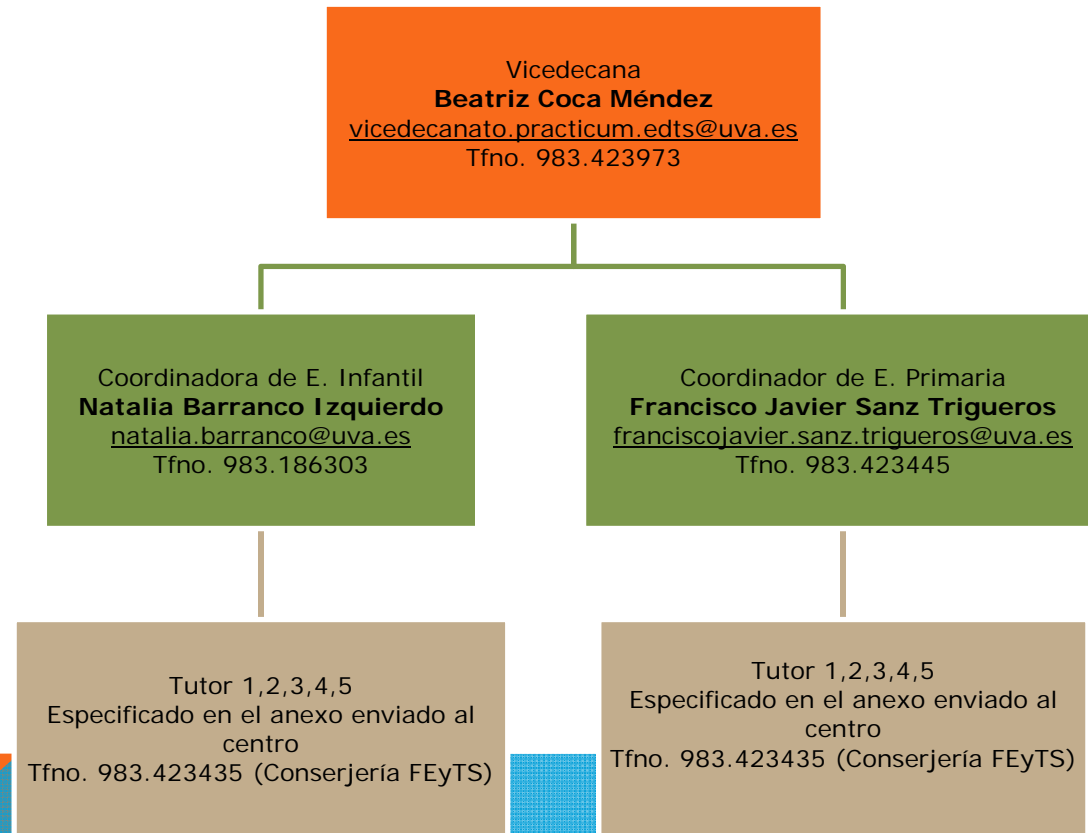 Vicedecana
Beatriz Coca Méndez
vicedecanato.practicum.edts@uva.es
Tfno. 983.423973
Coordinadora de E. Infantil
Natalia Barranco Izquierdo
natalia.barranco@uva.es
Tfno. 983.186303
Coordinador de E. Primaria
Francisco Javier Sanz Trigueros
franciscojavier.sanz.trigueros@uva.es
Tfno. 983.423445
Tutor 1,2,3,4,5
Especificado en el anexo enviado al
centro
Tfno. 983.423435 (Conserjería FEyTS)
Tutor 1,2,3,4,5
Especificado en el anexo enviado al
centro
Tfno. 983.423435 (Conserjería FEyTS)